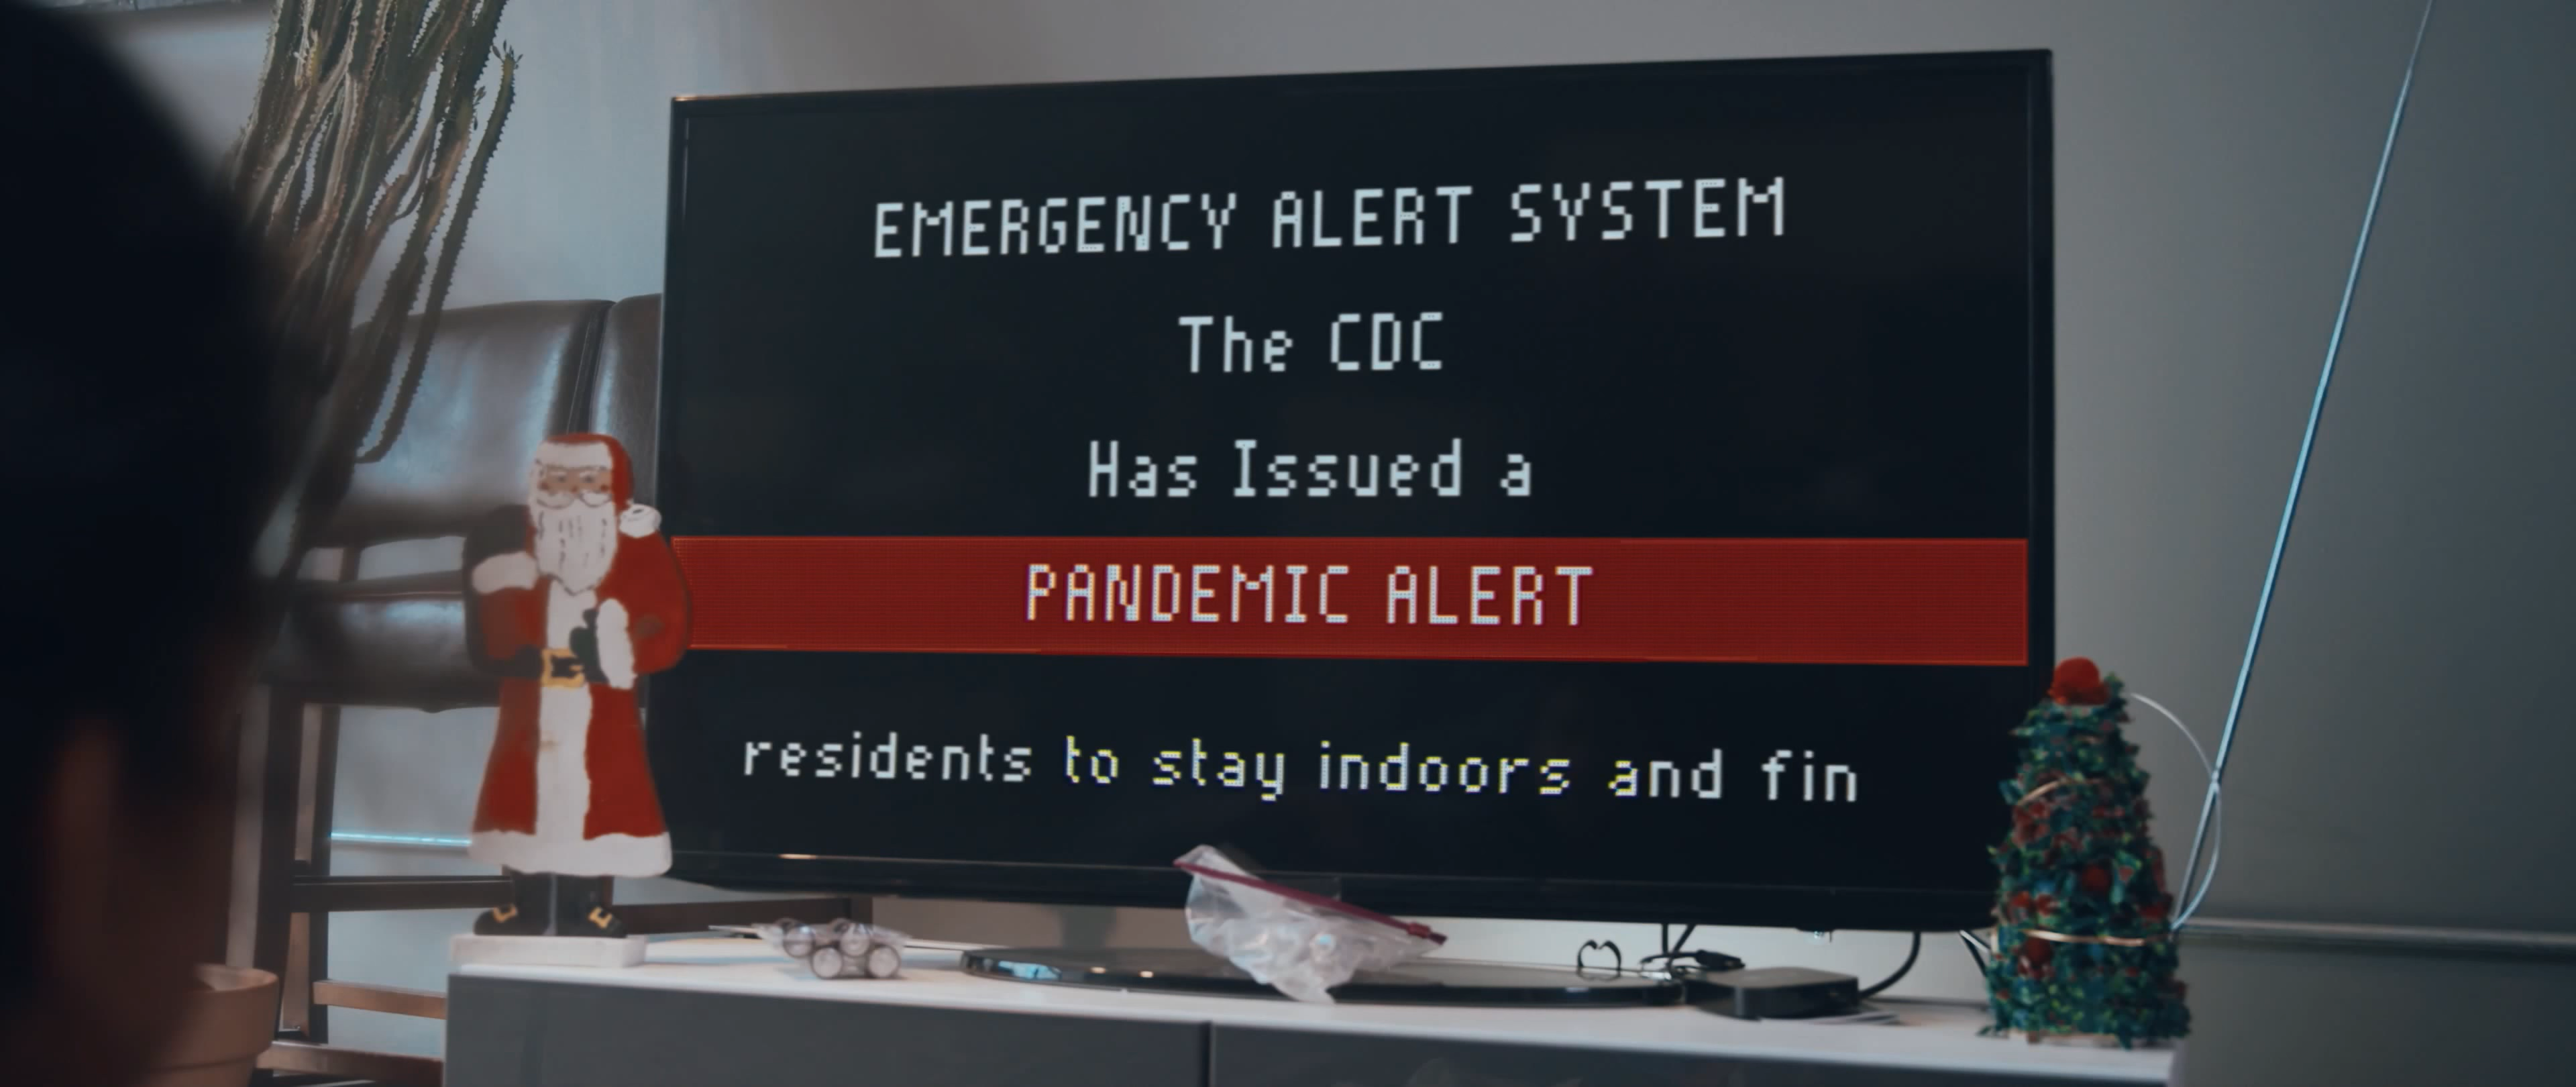 EMERGENCY ALERT SYSTEM
The CDC
Has Issued a
PANDEMIC ALERT
residents to stay indoors and fin